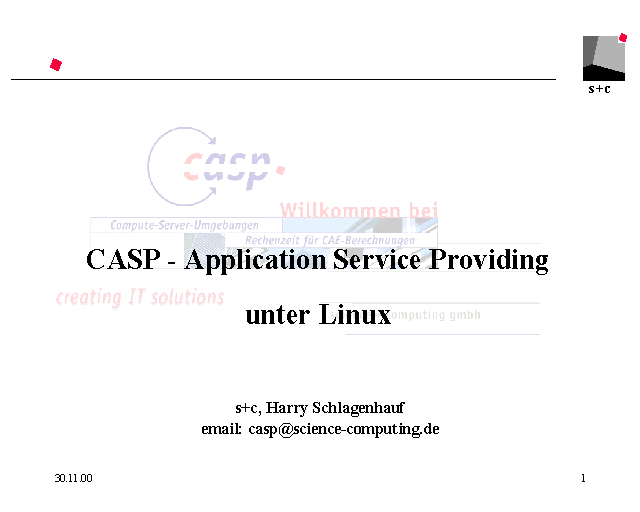 s+c
casp
Willkommen bei
Compute-Server-Umgebungen
Rechenzeit für CAE-Berechnungen
CASP - Application Service Providing
creating IT solutions
unter Linux
computing gmbh
s+c, Harry Schlagenhauf
email: casp@science-computing.de
30.11.00
1